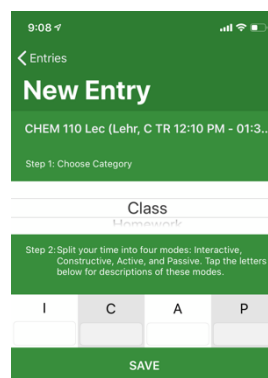 9:08
Entries
New Entry
CHEM 110 Lec (Lehr, C TR 12:10 PM - 01:3..
Step 1: Choose Category
Class
Homework
Step 2: Split your time into four modes: Interactive,
Constructive, Active, and Passive. Tap the letters
below for descriptions of these modes.
I C A P
SAVE